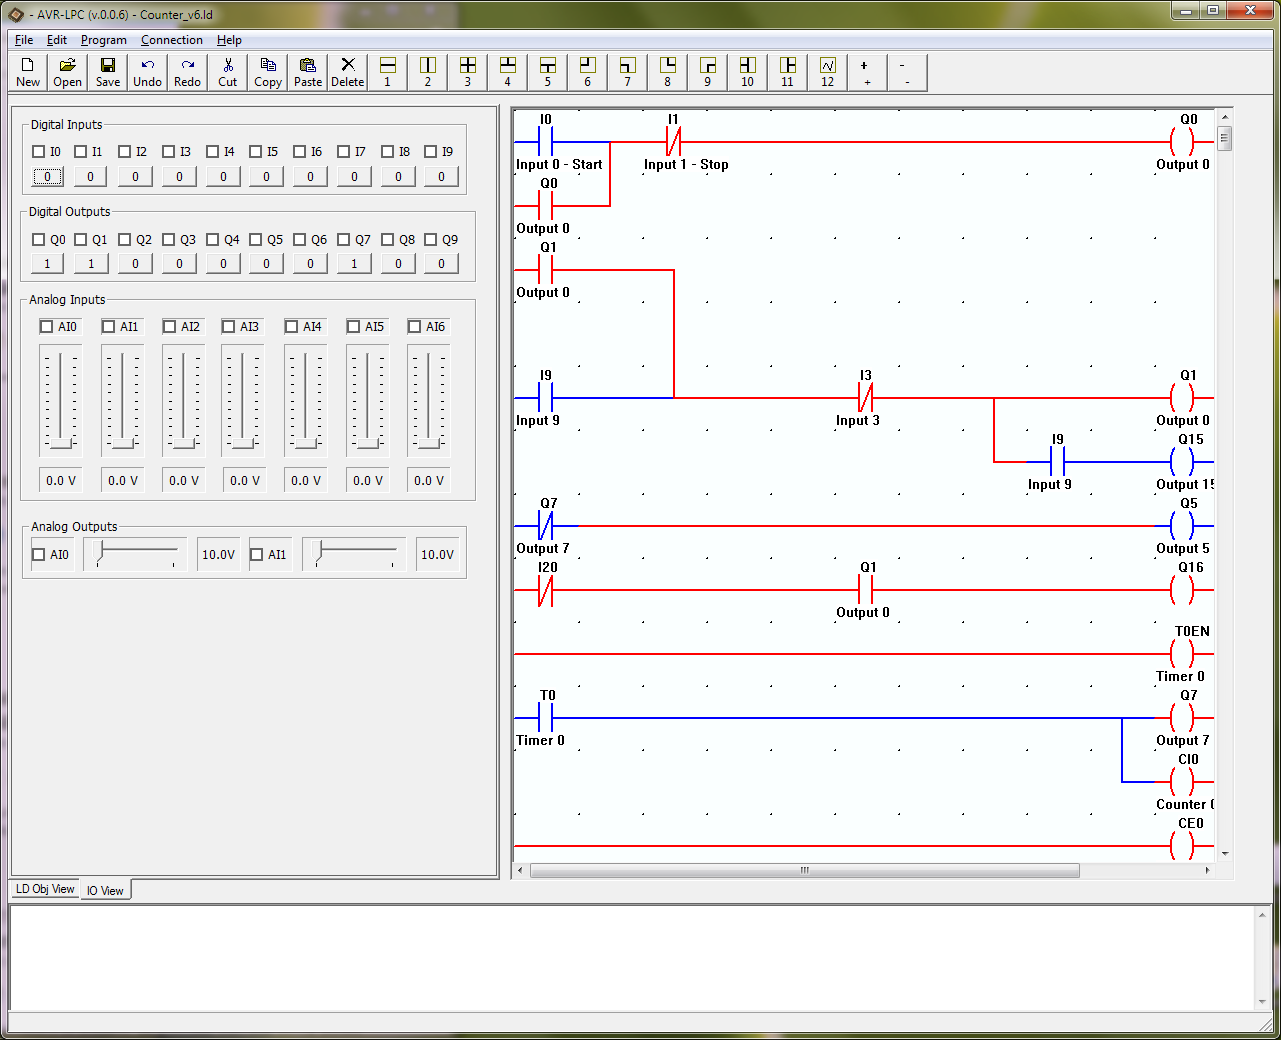 - AVR-LPC (v.0.0.6) - Counter_v6.ld
File Edit Program Connection Help
New Open Save Undo Redo Cut Copy Paste Delete 1 2 3 4 5 6 7 8 9 10 11 12 + -
+ -
Digital Inputs
I0 I1 I2 I3 I4 I5 I6 I7 I8 I9
0 0 0 0 0 0 0 0 0 0
Digital Outputs
Q0 Q1 Q2 Q3 Q4 Q5 Q6 Q7 Q8 Q9
1 1 0 0 0 0 0 1 0 0
Analog Inputs
AI0 AI1 AI2 AI3 AI4 AI5 AI6
0.0 V 0.0 V 0.0 V 0.0 V 0.0 V 0.0 V 0.0 V
Analog Outputs
AI0 10.0V AI1 10.0V
LD Obj View IO View
I0 I1 Q0
Input 0 - Start Input 1 - Stop Output 0
Q0
Output 0
Q1
Output 0
I9 I3 Q1
Input 9 Input 3 Output 0
I9 Q15
Input 9 Output 15
Q7 Q5
Output 7 Output 5
I20 Q1 Q16
Output 0
T0EN
Timer 0
T0 Q7
Timer 0 Output 7
CI0
Counter 0
CE0